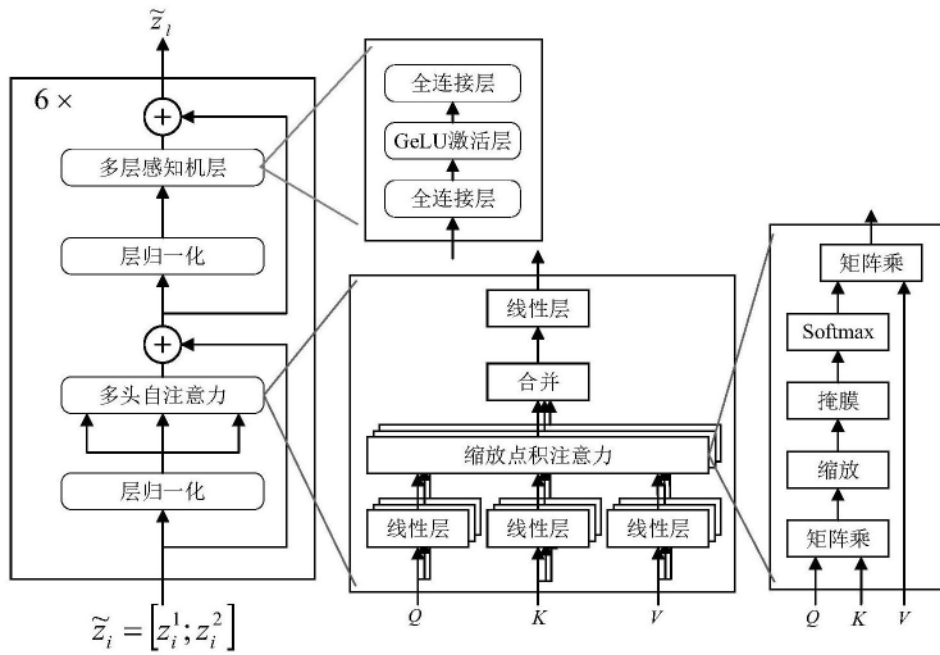 z̃_l
6 ×
多层感知机层
层归一化
多头自注意力
层归一化
z̃_i = [z_i^1; z_i^2]
全连接层
GeLU激活层
全连接层
线性层
合并
缩放点积注意力
线性层 线性层 线性层
Q K V
矩阵乘
Softmax
掩膜
缩放
矩阵乘
Q K V